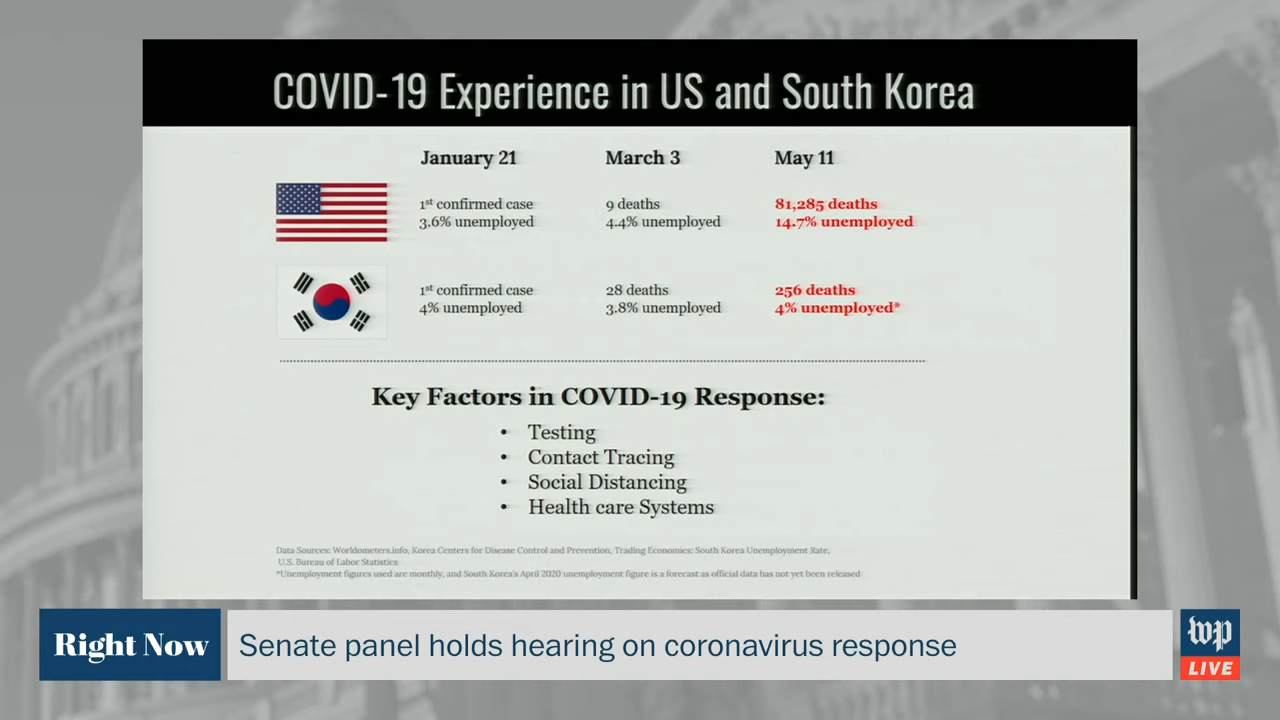 COVID-19 Experience in US and South Korea
January 21 March 3 May 11
1st confirmed case 9 deaths 81,285 deaths
3.6% unemployed 4.4% unemployed 14.7% unemployed
1st confirmed case 28 deaths 256 deaths
4% unemployed 3.8% unemployed 4% unemployed*
Key Factors in COVID-19 Response:
• Testing
• Contact Tracing
• Social Distancing
• Health care Systems
Data Sources: Worldometers.info, Korea Centers for Disease Control and Prevention, Trading Economics: South Korea Unemployment Rate,
U.S. Bureau of Labor Statistics
*Unemployment figures used are monthly, and South Korea's April 2020 unemployment figure is a forecast as official data has not yet been released
Right Now Senate panel holds hearing on coronavirus response wp
LIVE